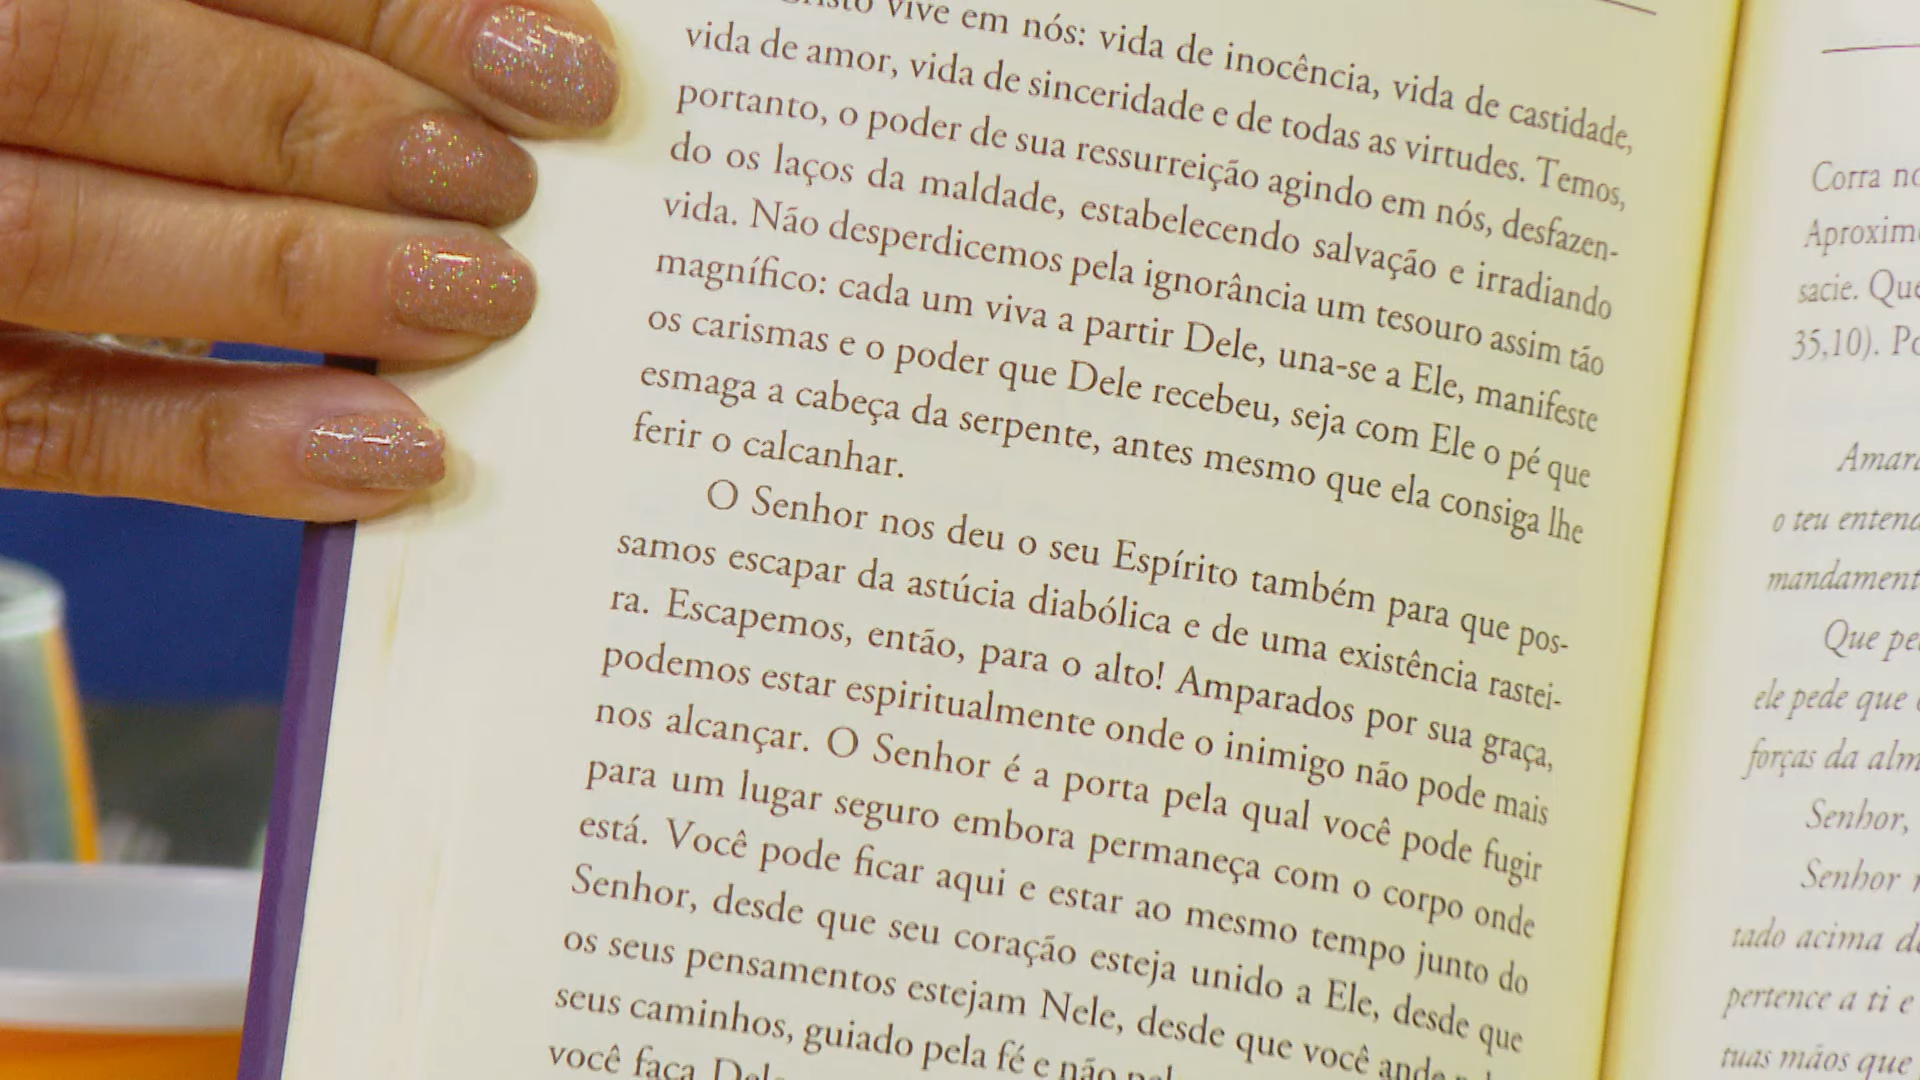 Cristo vive em nós: vida de inocência, vida de castidade,
vida de amor, vida de sinceridade e de todas as virtudes. Temos,
portanto, o poder de sua ressurreição agindo em nós, desfazen-
do os laços da maldade, estabelecendo salvação e irradiando
vida. Não desperdicemos pela ignorância um tesouro assim tão
magnífico: cada um viva a partir Dele, una-se a Ele, manifeste
os carismas e o poder que Dele recebeu, seja com Ele o pé que
esmaga a cabeça da serpente, antes mesmo que ela consiga lhe
ferir o calcanhar.
O Senhor nos deu o seu Espírito também para que pos-
samos escapar da astúcia diabólica e de uma existência rastei-
ra. Escapemos, então, para o alto! Amparados por sua graça,
podemos estar espiritualmente onde o inimigo não pode mais
nos alcançar. O Senhor é a porta pela qual você pode fugir
para um lugar seguro embora permaneça com o corpo onde
está. Você pode ficar aqui e estar ao mesmo tempo junto do
Senhor, desde que seu coração esteja unido a Ele, desde que
os seus pensamentos estejam Nele, desde que você ande
seus caminhos, guiado pela fé e não
você faça
Corra
Aproxim
sacie. Que
35,10).
o teu
mandament
Que
ele pede que
forças da alm
Senhor,
Senhor
tado acima
pertence a ti e
tuas mãos que